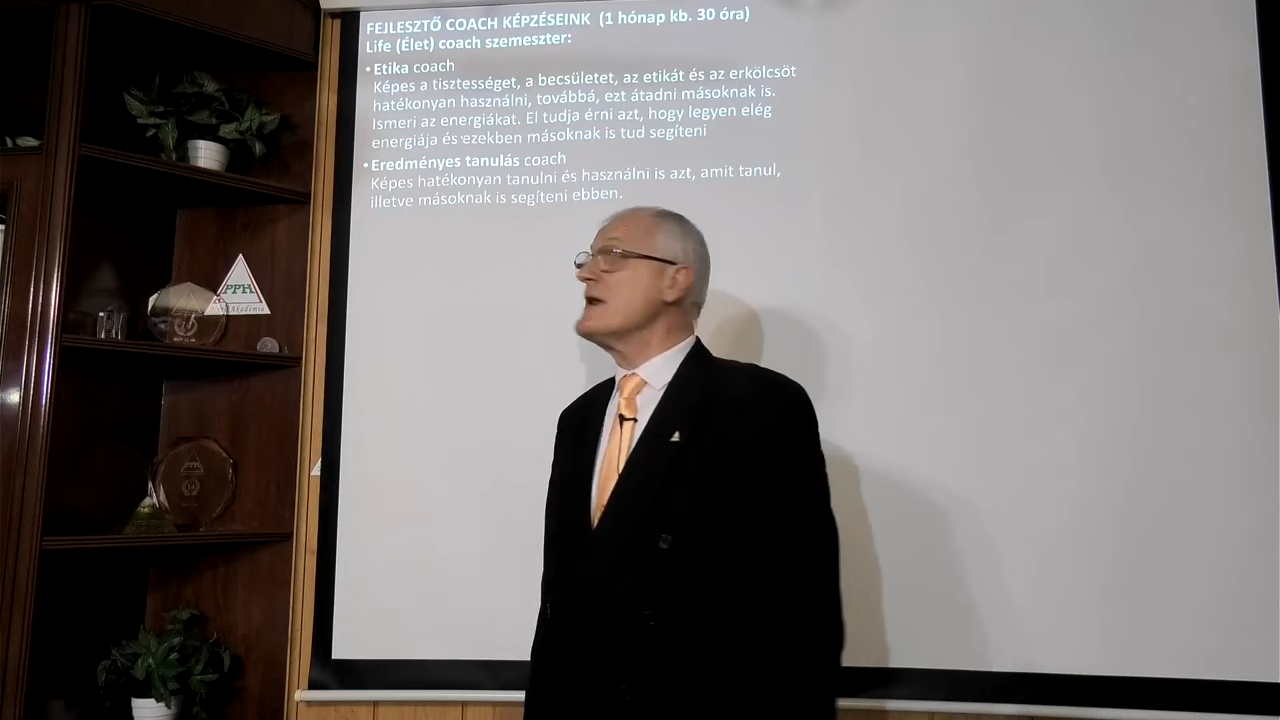 FEJLESZTŐ COACH KÉPZÉSEINK (1 hónap kb. 30 óra)
Life (Élet) coach szemeszter:
• Etika coach
Képes a tisztességet, a becsületet, az etikát és az erkölcsöt
hatékonyan használni, továbbá, ezt átadni másoknak is.
Ismeri az energiákat. El tudja érni azt, hogy legyen elég
energiája és ezekben másoknak is tud segíteni
• Eredményes tanulás coach
Képes hatékonyan tanulni és használni is azt, amit tanul,
illetve másoknak is segíteni ebben.
PPH
Akadémia